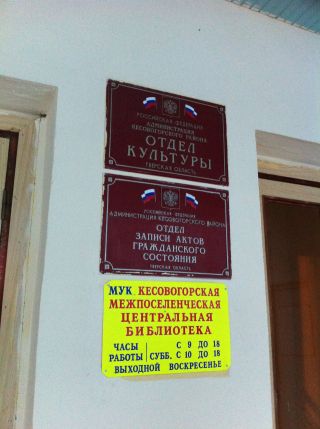 РОССИЙСКАЯ ФЕДЕРАЦИЯ
АДМИНИСТРАЦИЯ
КЕСОВОГОРСКОГО РАЙОНА
ОТДЕЛ
КУЛЬТУРЫ
ТВЕРСКАЯ ОБЛАСТЬ
РОССИЙСКАЯ ФЕДЕРАЦИЯ
АДМИНИСТРАЦИЯ КЕСОВОГОРСКОГО РАЙОНА
ОТДЕЛ
ЗАПИСИ АКТОВ
ГРАЖДАНСКОГО
СОСТОЯНИЯ
ТВЕРСКАЯ ОБЛАСТЬ
МУК КЕСОВОГОРСКАЯ
МЕЖПОСЕЛЕНЧЕСКАЯ
ЦЕНТРАЛЬНАЯ
БИБЛИОТЕКА
ЧАСЫ С 9 ДО 18
РАБОТЫ СУББ. С 10 ДО 18
ВЫХОДНОЙ ВОСКРЕСЕНЬЕ